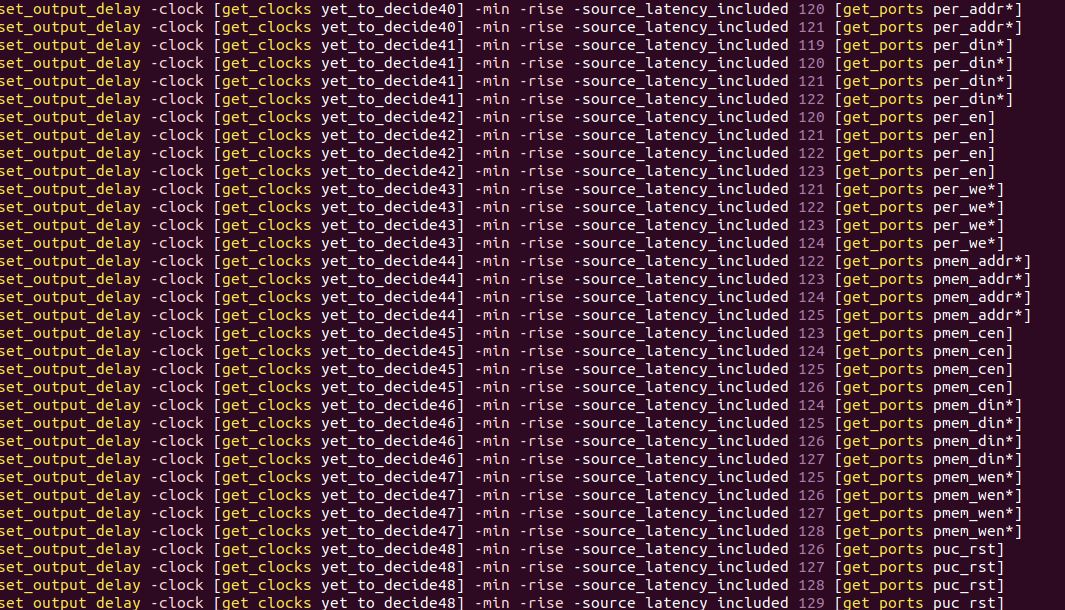 set_output_delay -clock [get_clocks yet_to_decide40] -min -rise -source_latency_included 120 [get_ports per_addr*]
set_output_delay -clock [get_clocks yet_to_decide40] -min -rise -source_latency_included 121 [get_ports per_addr*]
set_output_delay -clock [get_clocks yet_to_decide41] -min -rise -source_latency_included 119 [get_ports per_din*]
set_output_delay -clock [get_clocks yet_to_decide41] -min -rise -source_latency_included 120 [get_ports per_din*]
set_output_delay -clock [get_clocks yet_to_decide41] -min -rise -source_latency_included 121 [get_ports per_din*]
set_output_delay -clock [get_clocks yet_to_decide41] -min -rise -source_latency_included 122 [get_ports per_din*]
set_output_delay -clock [get_clocks yet_to_decide42] -min -rise -source_latency_included 120 [get_ports per_en]
set_output_delay -clock [get_clocks yet_to_decide42] -min -rise -source_latency_included 121 [get_ports per_en]
set_output_delay -clock [get_clocks yet_to_decide42] -min -rise -source_latency_included 122 [get_ports per_en]
set_output_delay -clock [get_clocks yet_to_decide42] -min -rise -source_latency_included 123 [get_ports per_en]
set_output_delay -clock [get_clocks yet_to_decide43] -min -rise -source_latency_included 121 [get_ports per_we*]
set_output_delay -clock [get_clocks yet_to_decide43] -min -rise -source_latency_included 122 [get_ports per_we*]
set_output_delay -clock [get_clocks yet_to_decide43] -min -rise -source_latency_included 123 [get_ports per_we*]
set_output_delay -clock [get_clocks yet_to_decide43] -min -rise -source_latency_included 124 [get_ports per_we*]
set_output_delay -clock [get_clocks yet_to_decide44] -min -rise -source_latency_included 122 [get_ports pmem_addr*]
set_output_delay -clock [get_clocks yet_to_decide44] -min -rise -source_latency_included 123 [get_ports pmem_addr*]
set_output_delay -clock [get_clocks yet_to_decide44] -min -rise -source_latency_included 124 [get_ports pmem_addr*]
set_output_delay -clock [get_clocks yet_to_decide44] -min -rise -source_latency_included 125 [get_ports pmem_addr*]
set_output_delay -clock [get_clocks yet_to_decide45] -min -rise -source_latency_included 123 [get_ports pmem_cen]
set_output_delay -clock [get_clocks yet_to_decide45] -min -rise -source_latency_included 124 [get_ports pmem_cen]
set_output_delay -clock [get_clocks yet_to_decide45] -min -rise -source_latency_included 125 [get_ports pmem_cen]
set_output_delay -clock [get_clocks yet_to_decide45] -min -rise -source_latency_included 126 [get_ports pmem_cen]
set_output_delay -clock [get_clocks yet_to_decide46] -min -rise -source_latency_included 124 [get_ports pmem_din*]
set_output_delay -clock [get_clocks yet_to_decide46] -min -rise -source_latency_included 125 [get_ports pmem_din*]
set_output_delay -clock [get_clocks yet_to_decide46] -min -rise -source_latency_included 126 [get_ports pmem_din*]
set_output_delay -clock [get_clocks yet_to_decide46] -min -rise -source_latency_included 127 [get_ports pmem_din*]
set_output_delay -clock [get_clocks yet_to_decide47] -min -rise -source_latency_included 125 [get_ports pmem_wen*]
set_output_delay -clock [get_clocks yet_to_decide47] -min -rise -source_latency_included 126 [get_ports pmem_wen*]
set_output_delay -clock [get_clocks yet_to_decide47] -min -rise -source_latency_included 127 [get_ports pmem_wen*]
set_output_delay -clock [get_clocks yet_to_decide47] -min -rise -source_latency_included 128 [get_ports pmem_wen*]
set_output_delay -clock [get_clocks yet_to_decide48] -min -rise -source_latency_included 126 [get_ports puc_rst]
set_output_delay -clock [get_clocks yet_to_decide48] -min -rise -source_latency_included 127 [get_ports puc_rst]
set_output_delay -clock [get_clocks yet_to_decide48] -min -rise -source_latency_included 128 [get_ports puc_rst]
set_output_delay -clock [get_clocks yet_to_decide48] -min -rise -source_latency_included 129 [get_ports puc_rst]